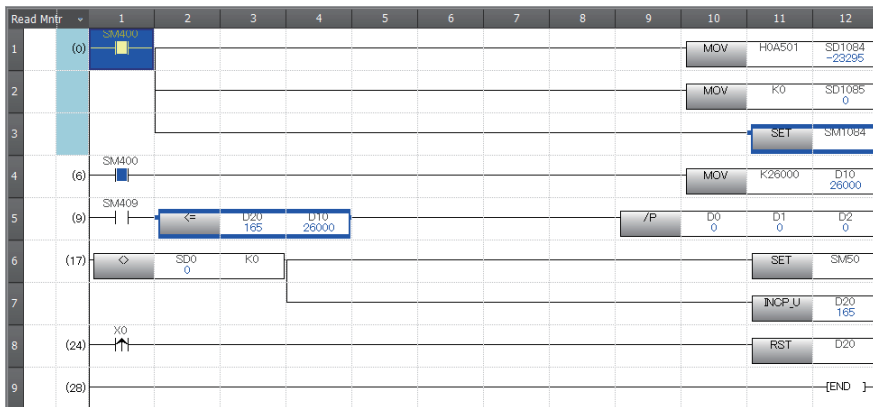 Read Mntr 1 2 3 4 5 6 7 8 9 10 11 12
SM400
1 (0) MOV H0A501 SD1084
-23295
2 MOV K0 SD1085
0
3 SET SM1084
SM400
4 (6) MOV K26000 D10
26000
SM409
5 (9) <= D20 D10 /P D0 D1 D2
165 26000 0 0 0
6 (17) <> SD0 K0 SET SM50
0
7 INCP_U D20
165
X0
8 (24) RST D20
9 (28) [END ]